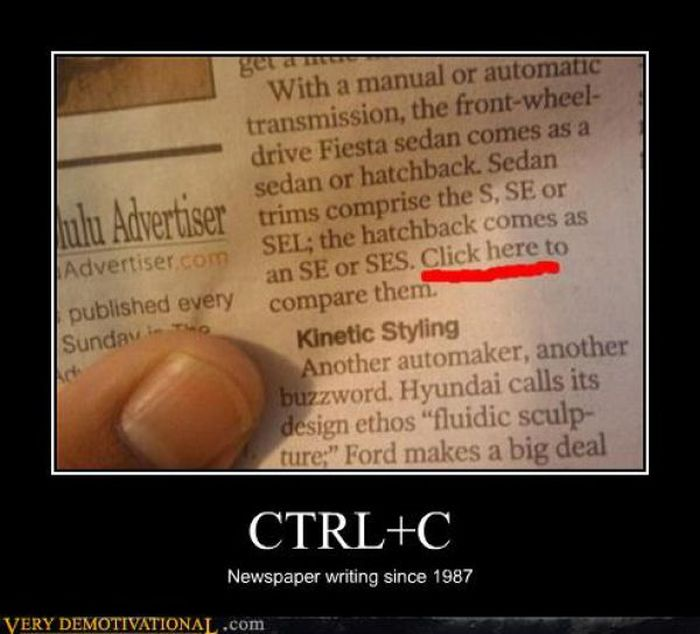 get a little
With a manual or automatic
transmission, the front-wheel-
drive Fiesta sedan comes as a
sedan or hatchback. Sedan
trims comprise the S, SE or
SEL; the hatchback comes as
an SE or SES. Click here to
compare them.
Kinetic Styling
Another automaker, another
buzzword. Hyundai calls its
design ethos “fluidic sculp-
ture;” Ford makes a big deal
lulu Advertiser
Advertiser.com
published every
Sunday
CTRL+C
Newspaper writing since 1987
VERY DEMOTIVATIONAL.com